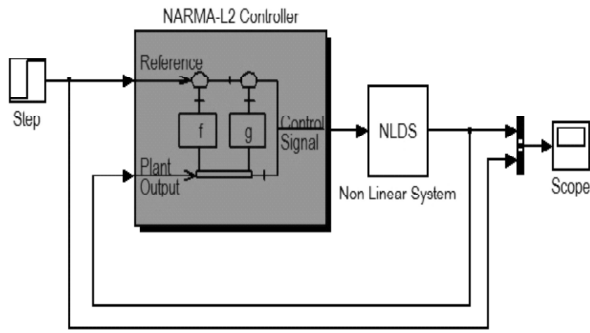 NARMA-L2 Controller
Reference
Step
f
g
Control
Signal
NLDS
Plant
Output
Non Linear System
Scope